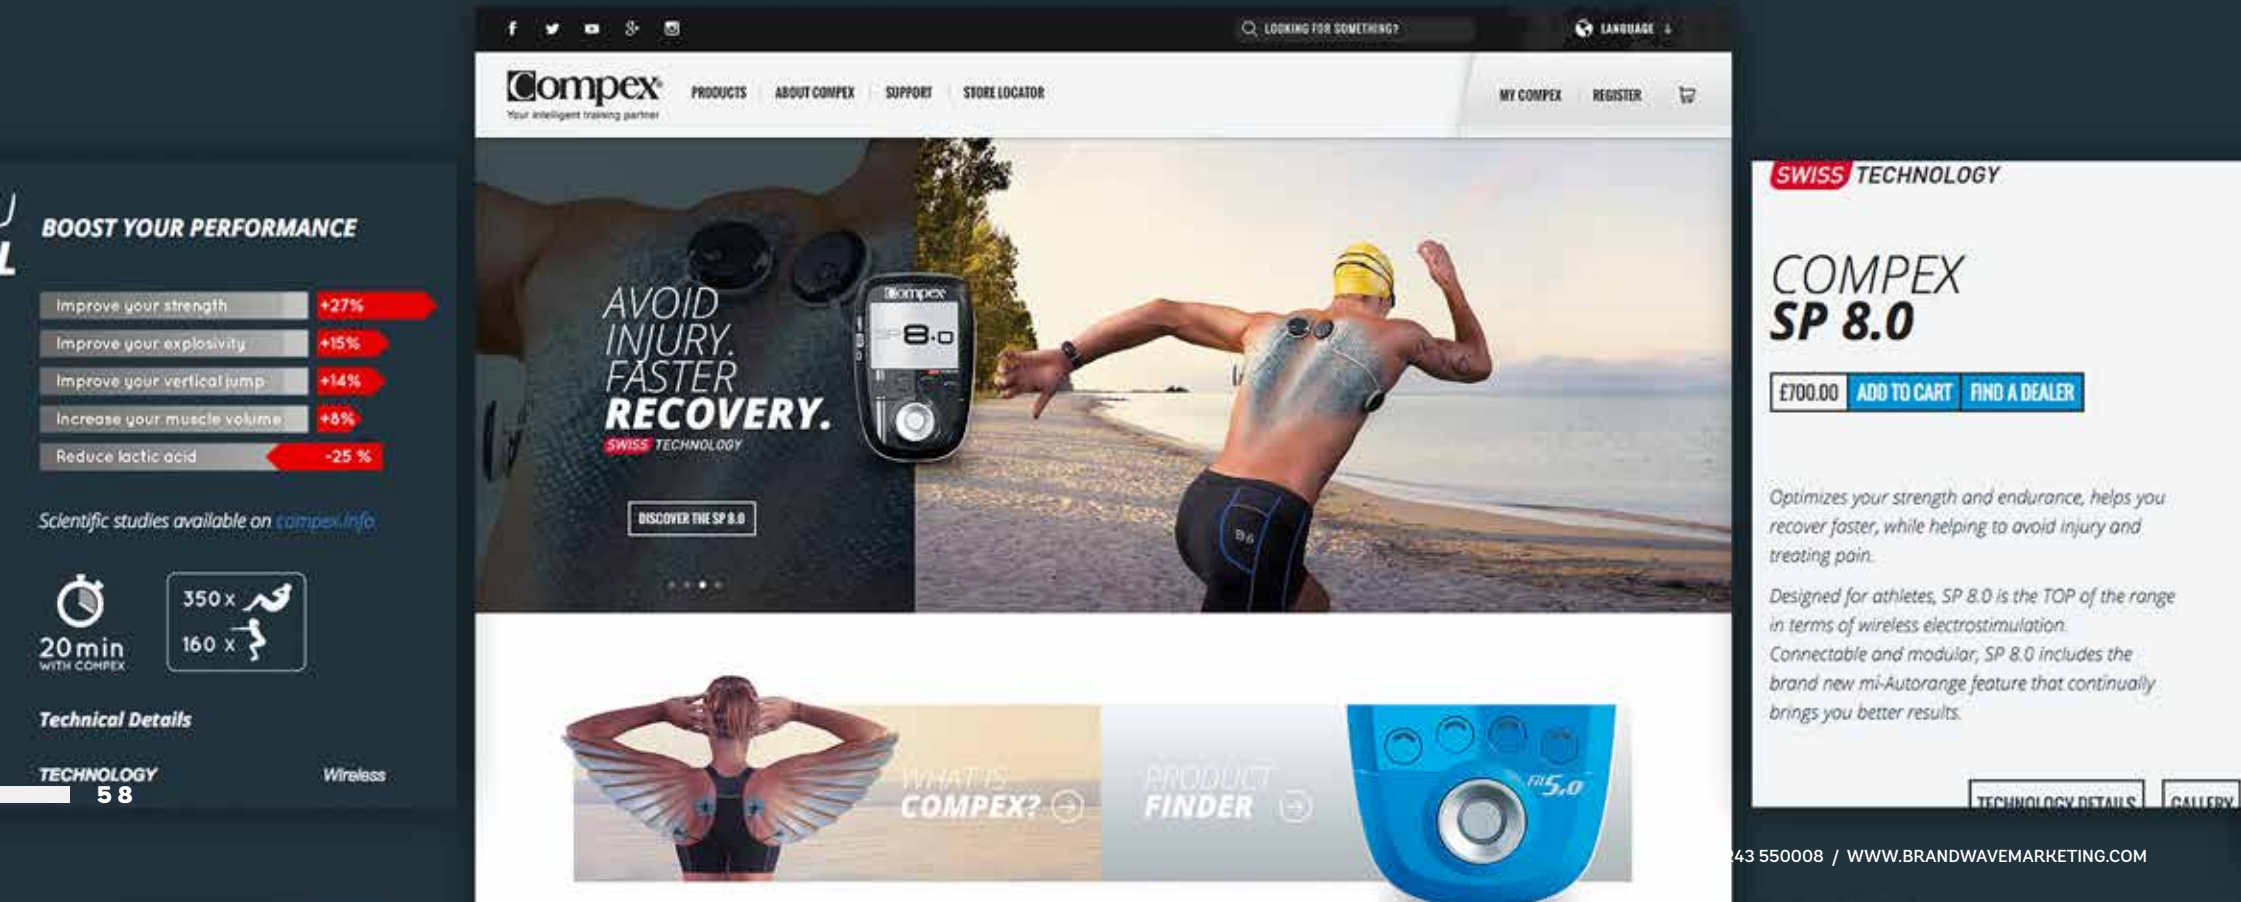 LOOKING FOR SOMETHING?
LANGUAGE
Compex
Your intelligent training partner
PRODUCTS
ABOUT COMPEX
SUPPORT
STORE LOCATOR
MY COMPEX
REGISTER
L
BOOST YOUR PERFORMANCE
Improve your strength +27%
Improve your explosivity +15%
Improve your vertical jump +14%
Increase your muscle volume +8%
Reduce lactic acid -25 %
Scientific studies available on compex.info
20 min
WITH COMPEX
350 x
160 x
Technical Details
TECHNOLOGY Wireless
58
AVOID
INJURY.
FASTER
RECOVERY.
SWISS TECHNOLOGY
DISCOVER THE SP 8.0
Compex
SP 8.0
WHAT IS
COMPEX?
PRODUCT
FINDER
Fit 5.0
SWISS TECHNOLOGY
COMPEX
SP 8.0
£700.00 ADD TO CART FIND A DEALER
Optimizes your strength and endurance, helps you
recover faster, while helping to avoid injury and
treating pain.
Designed for athletes, SP 8.0 is the TOP of the range
in terms of wireless electrostimulation.
Connectable and modular, SP 8.0 includes the
brand new mi-Autorange feature that continually
brings you better results.
TECHNOLOGY DETAILS GALLERY
243 550008 / WWW.BRANDWAVEMARKETING.COM